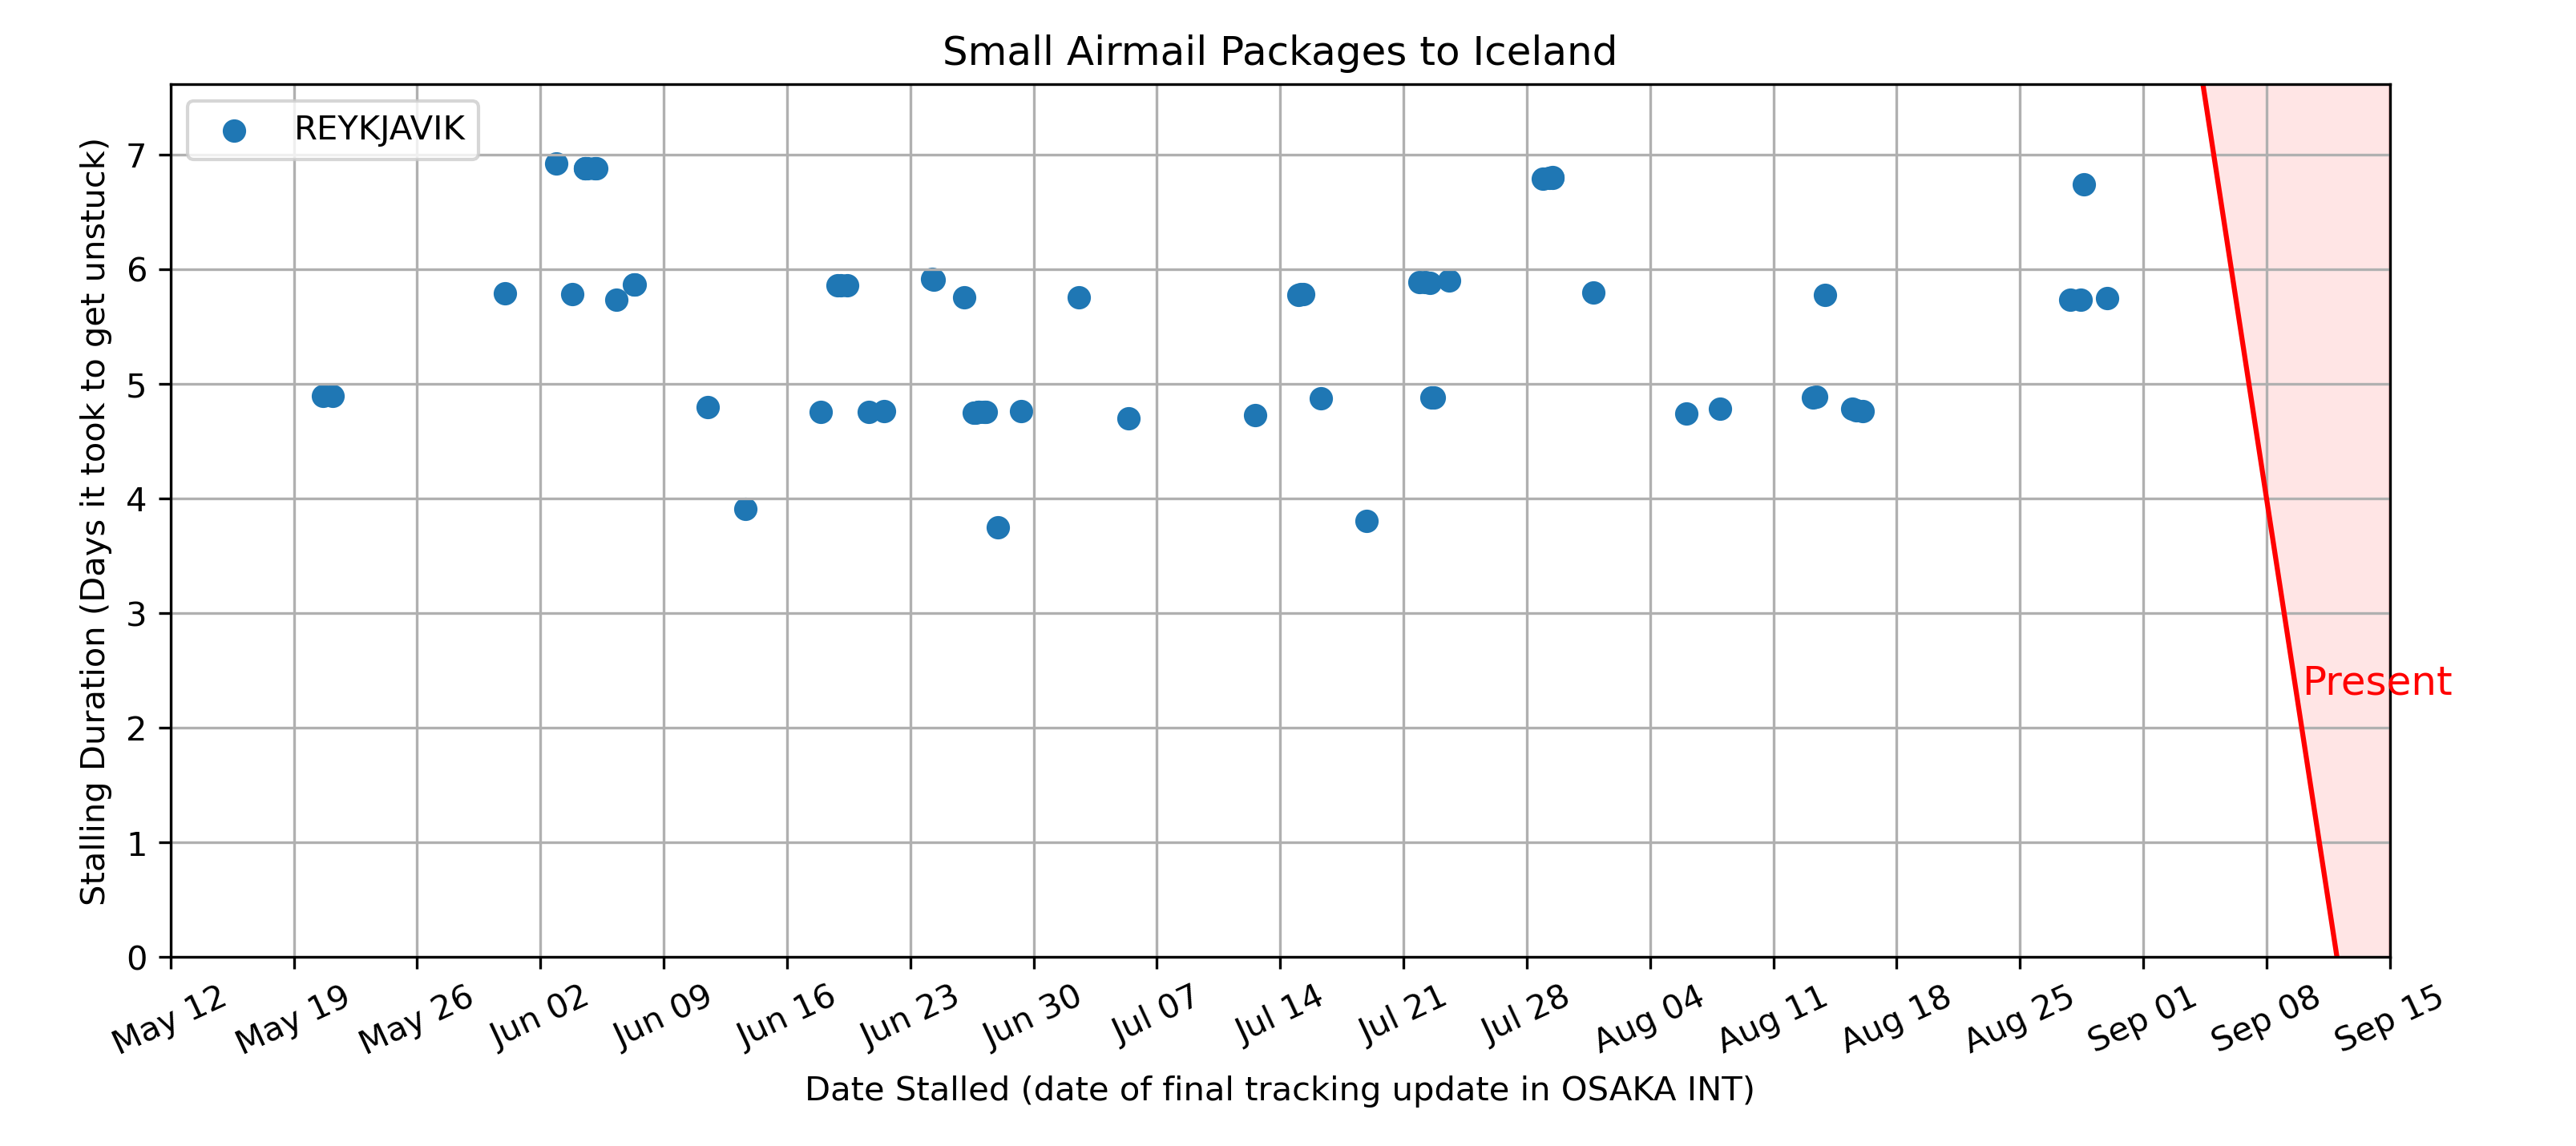 Small Airmail Packages to Iceland
REYKJAVIK
Stalling Duration (Days it took to get unstuck)
7
6
5
4
3
2
1
0
Present
May 12
May 19
May 26
Jun 02
Jun 09
Jun 16
Jun 23
Jun 30
Jul 07
Jul 14
Jul 21
Jul 28
Aug 04
Aug 11
Aug 18
Aug 25
Sep 01
Sep 08
Sep 15
Date Stalled (date of final tracking update in OSAKA INT)